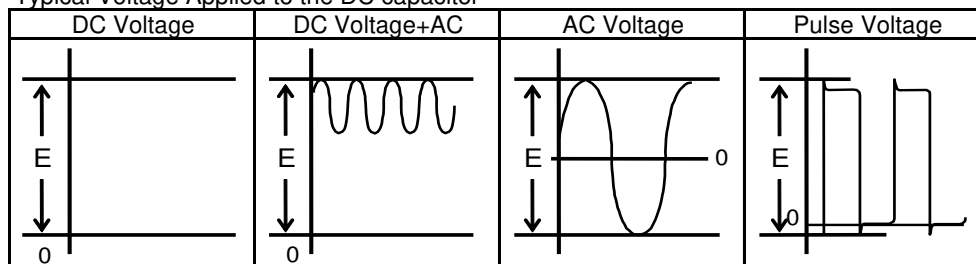 Typical Voltage Applied to the DC capacitor
DC Voltage DC Voltage+AC AC Voltage Pulse Voltage
E E E 0 E
0
0 0